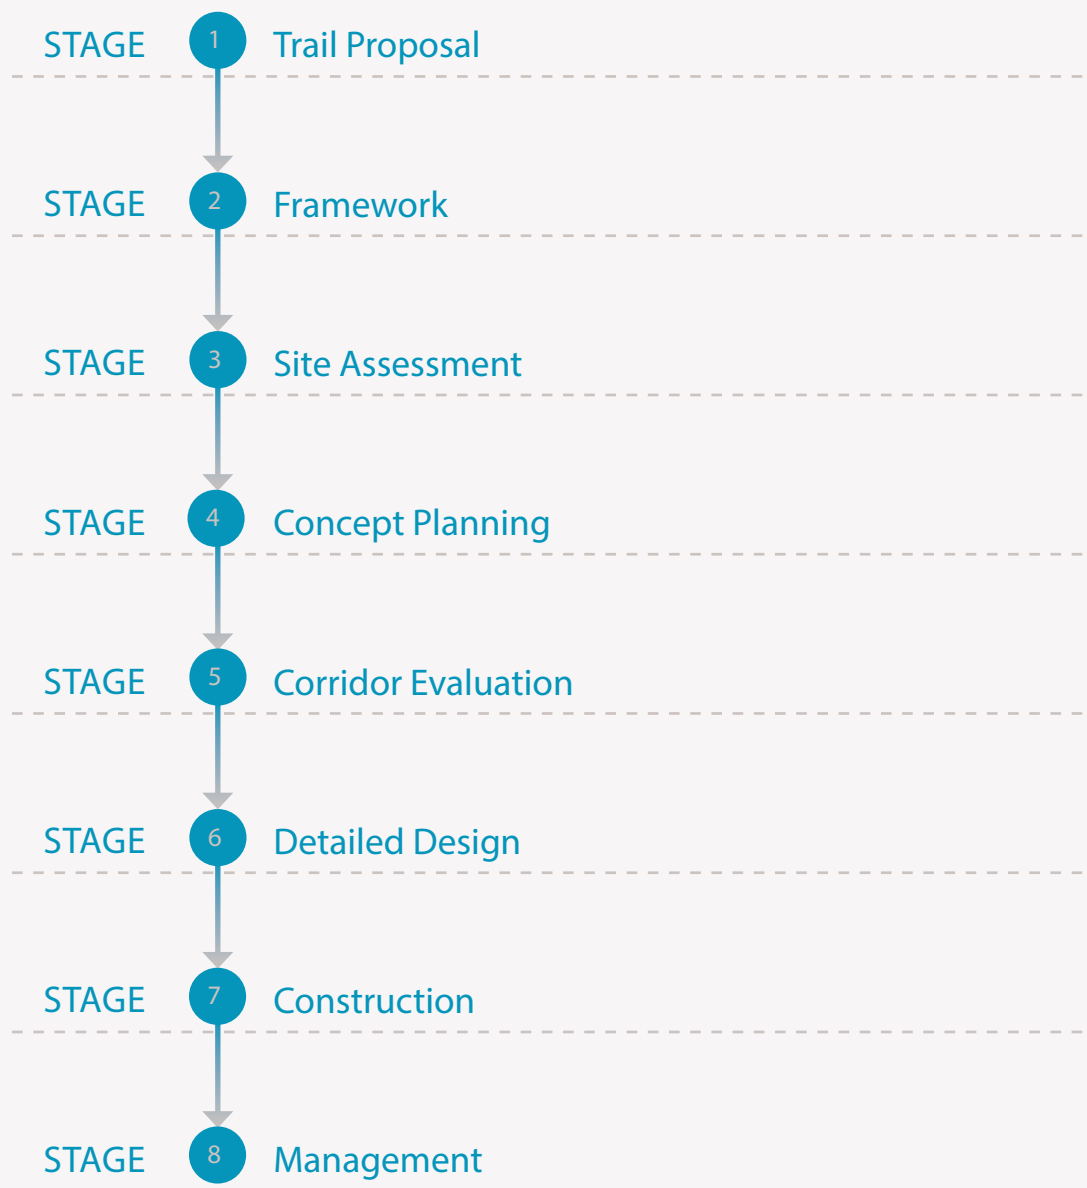 STAGE 1 Trail Proposal
STAGE 2 Framework
STAGE 3 Site Assessment
STAGE 4 Concept Planning
STAGE 5 Corridor Evaluation
STAGE 6 Detailed Design
STAGE 7 Construction
STAGE 8 Management